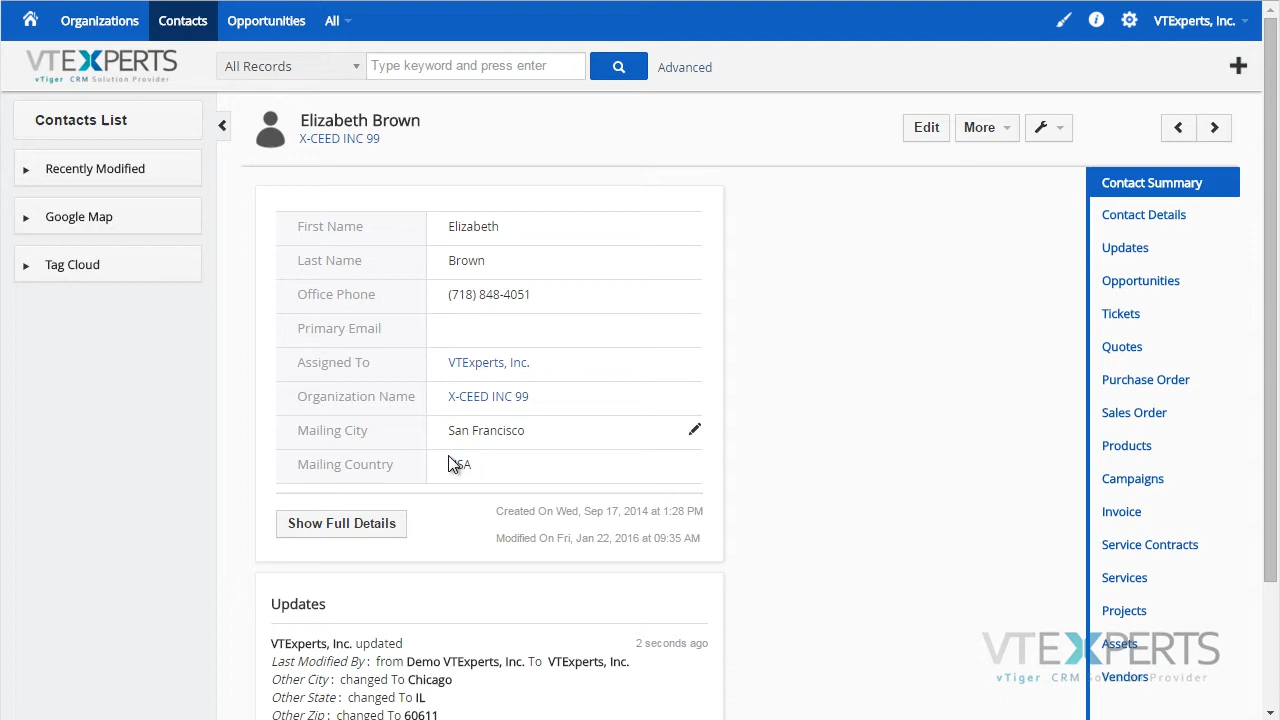 Organizations
Contacts
Opportunities
All
VTExperts, Inc.
VTEXPERTS
vTiger CRM Solution Provider
All Records
Type keyword and press enter
Advanced
Contacts List
Recently Modified
Google Map
Tag Cloud
Elizabeth Brown
X-CEED INC 99
Edit
More
First Name Elizabeth
Last Name Brown
Office Phone (718) 848-4051
Primary Email
Assigned To VTExperts, Inc.
Organization Name X-CEED INC 99
Mailing City San Francisco
Mailing Country
Show Full Details
Created On Wed, Sep 17, 2014 at 1:28 PM
Modified On Fri, Jan 22, 2016 at 09:35 AM
Updates
VTExperts, Inc. updated 2 seconds ago
Last Modified By : from Demo VTExperts, Inc. To VTExperts, Inc.
Other City : changed To Chicago
Other State : changed To IL
Other Zip : changed To 60611
Contact Summary
Contact Details
Updates
Opportunities
Tickets
Quotes
Purchase Order
Sales Order
Products
Campaigns
Invoice
Service Contracts
Services
Projects
Assets
Vendors
VTEXPERTS
vTiger CRM Solution Provider